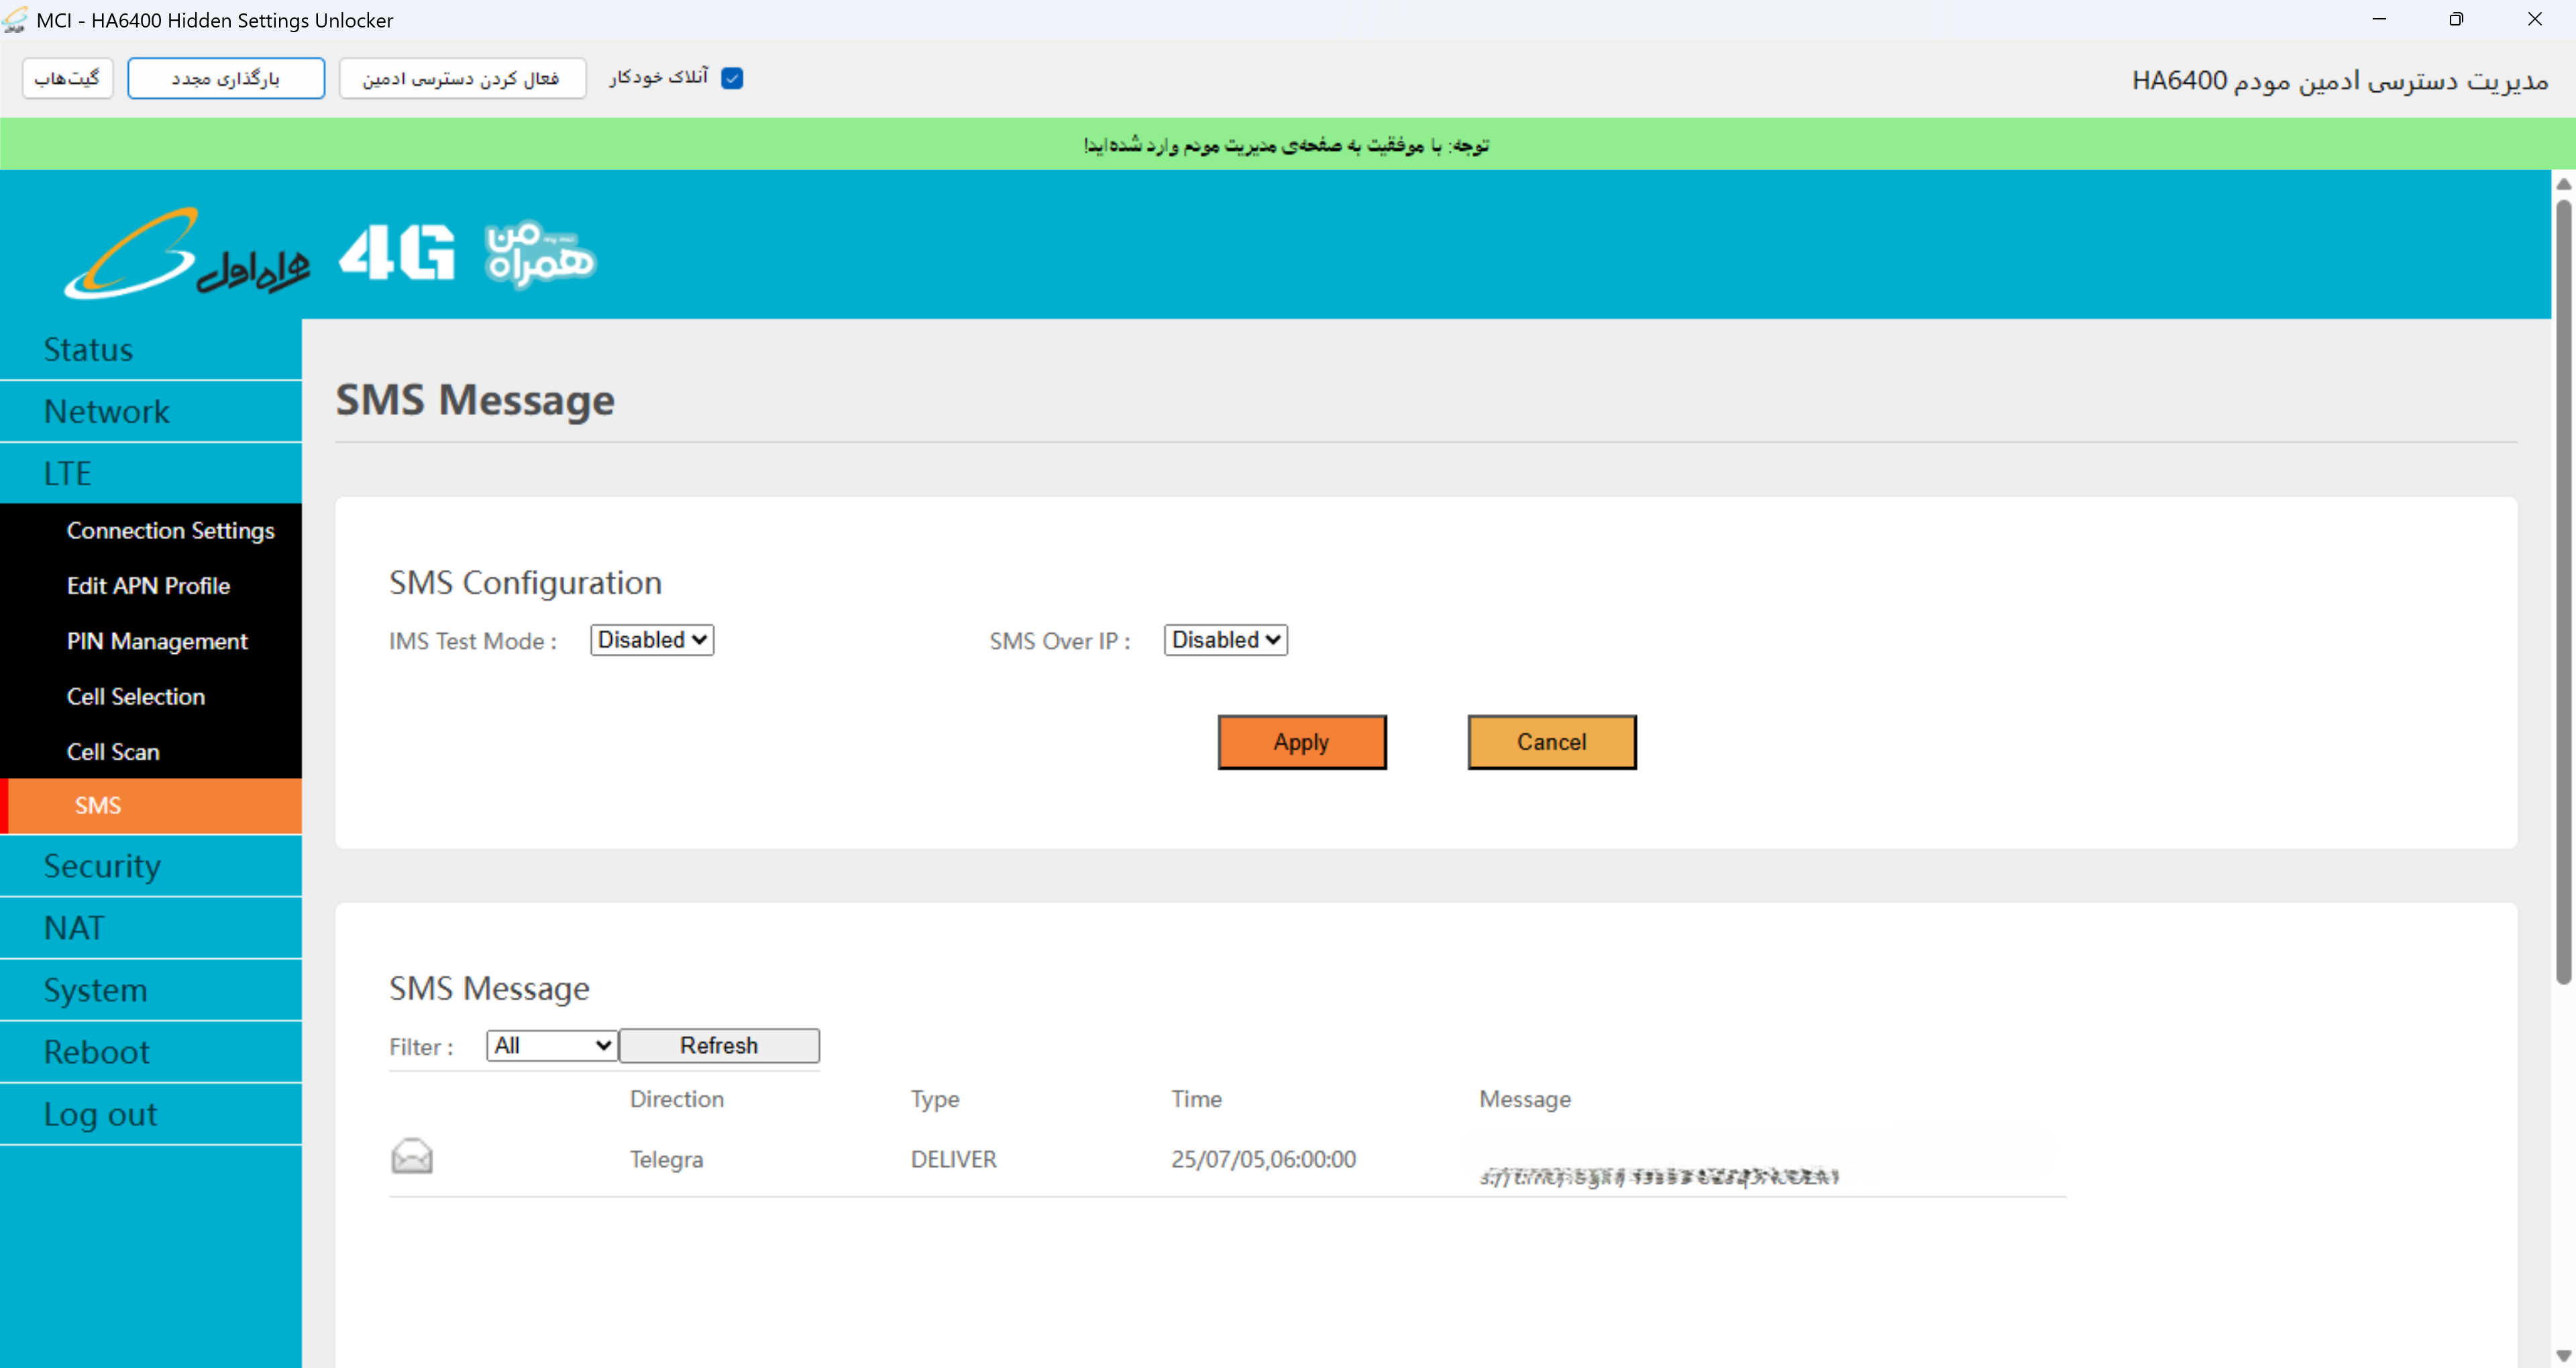 MCI - HA6400 Hidden Settings Unlocker
مدیریت دسترسی ادمین مودم HA6400
آنلاک خودکار
فعال کردن دسترسی ادمین
بارگذاری مجدد
گیت‌هاب
توجه: با موفقیت به صفحه‌ی مدیریت مودم وارد شده‌اید!
همراه اول
4G
همراه من
my mci
Status
Network
LTE
Connection Settings
Edit APN Profile
PIN Management
Cell Selection
Cell Scan
SMS
Security
NAT
System
Reboot
Log out
SMS Message
SMS Configuration
IMS Test Mode : Disabled SMS Over IP : Disabled
Apply Cancel
SMS Message
Filter : All Refresh
Direction Type Time Message
Telegra DELIVER 25/07/05,06:00:00